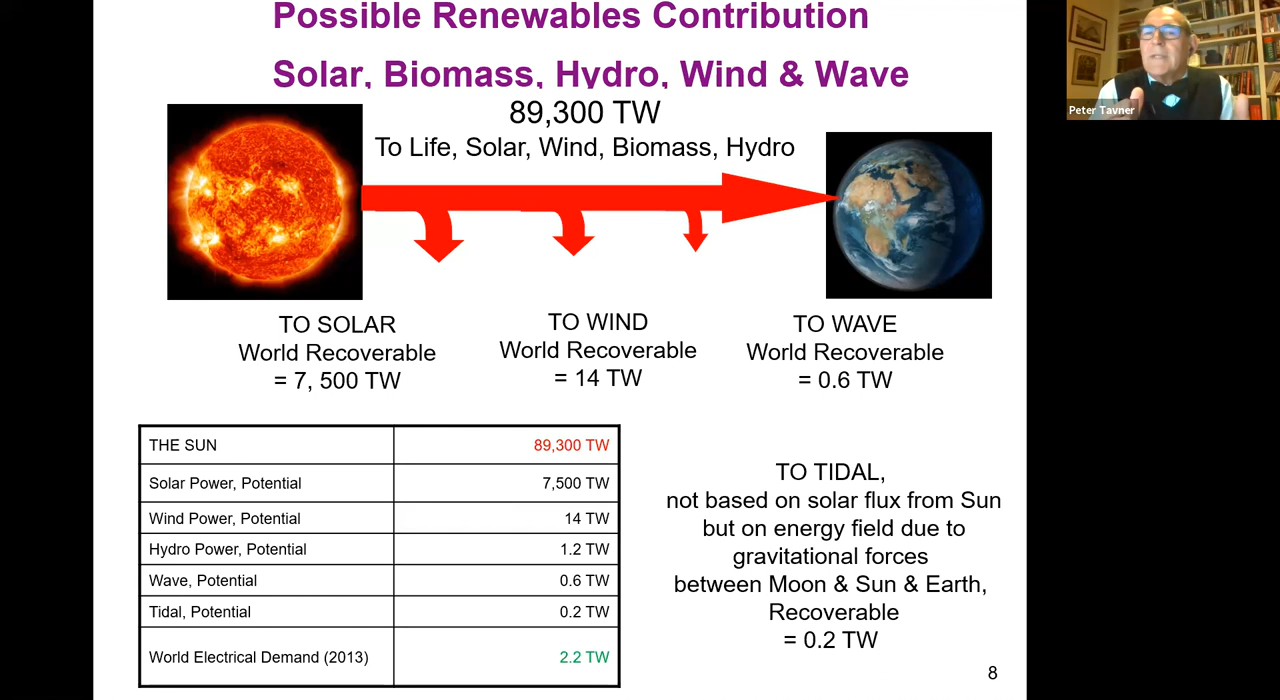 Possible Renewables Contribution
Solar, Biomass, Hydro, Wind & Wave
89,300 TW
To Life, Solar, Wind, Biomass, Hydro
TO SOLAR
World Recoverable
= 7, 500 TW
TO WIND
World Recoverable
= 14 TW
TO WAVE
World Recoverable
= 0.6 TW
THE SUN 89,300 TW
Solar Power, Potential 7,500 TW
Wind Power, Potential 14 TW
Hydro Power, Potential 1.2 TW
Wave, Potential 0.6 TW
Tidal, Potential 0.2 TW
World Electrical Demand (2013) 2.2 TW
TO TIDAL,
not based on solar flux from Sun
but on energy field due to
gravitational forces
between Moon & Sun & Earth,
Recoverable
= 0.2 TW
8
Peter Tavner